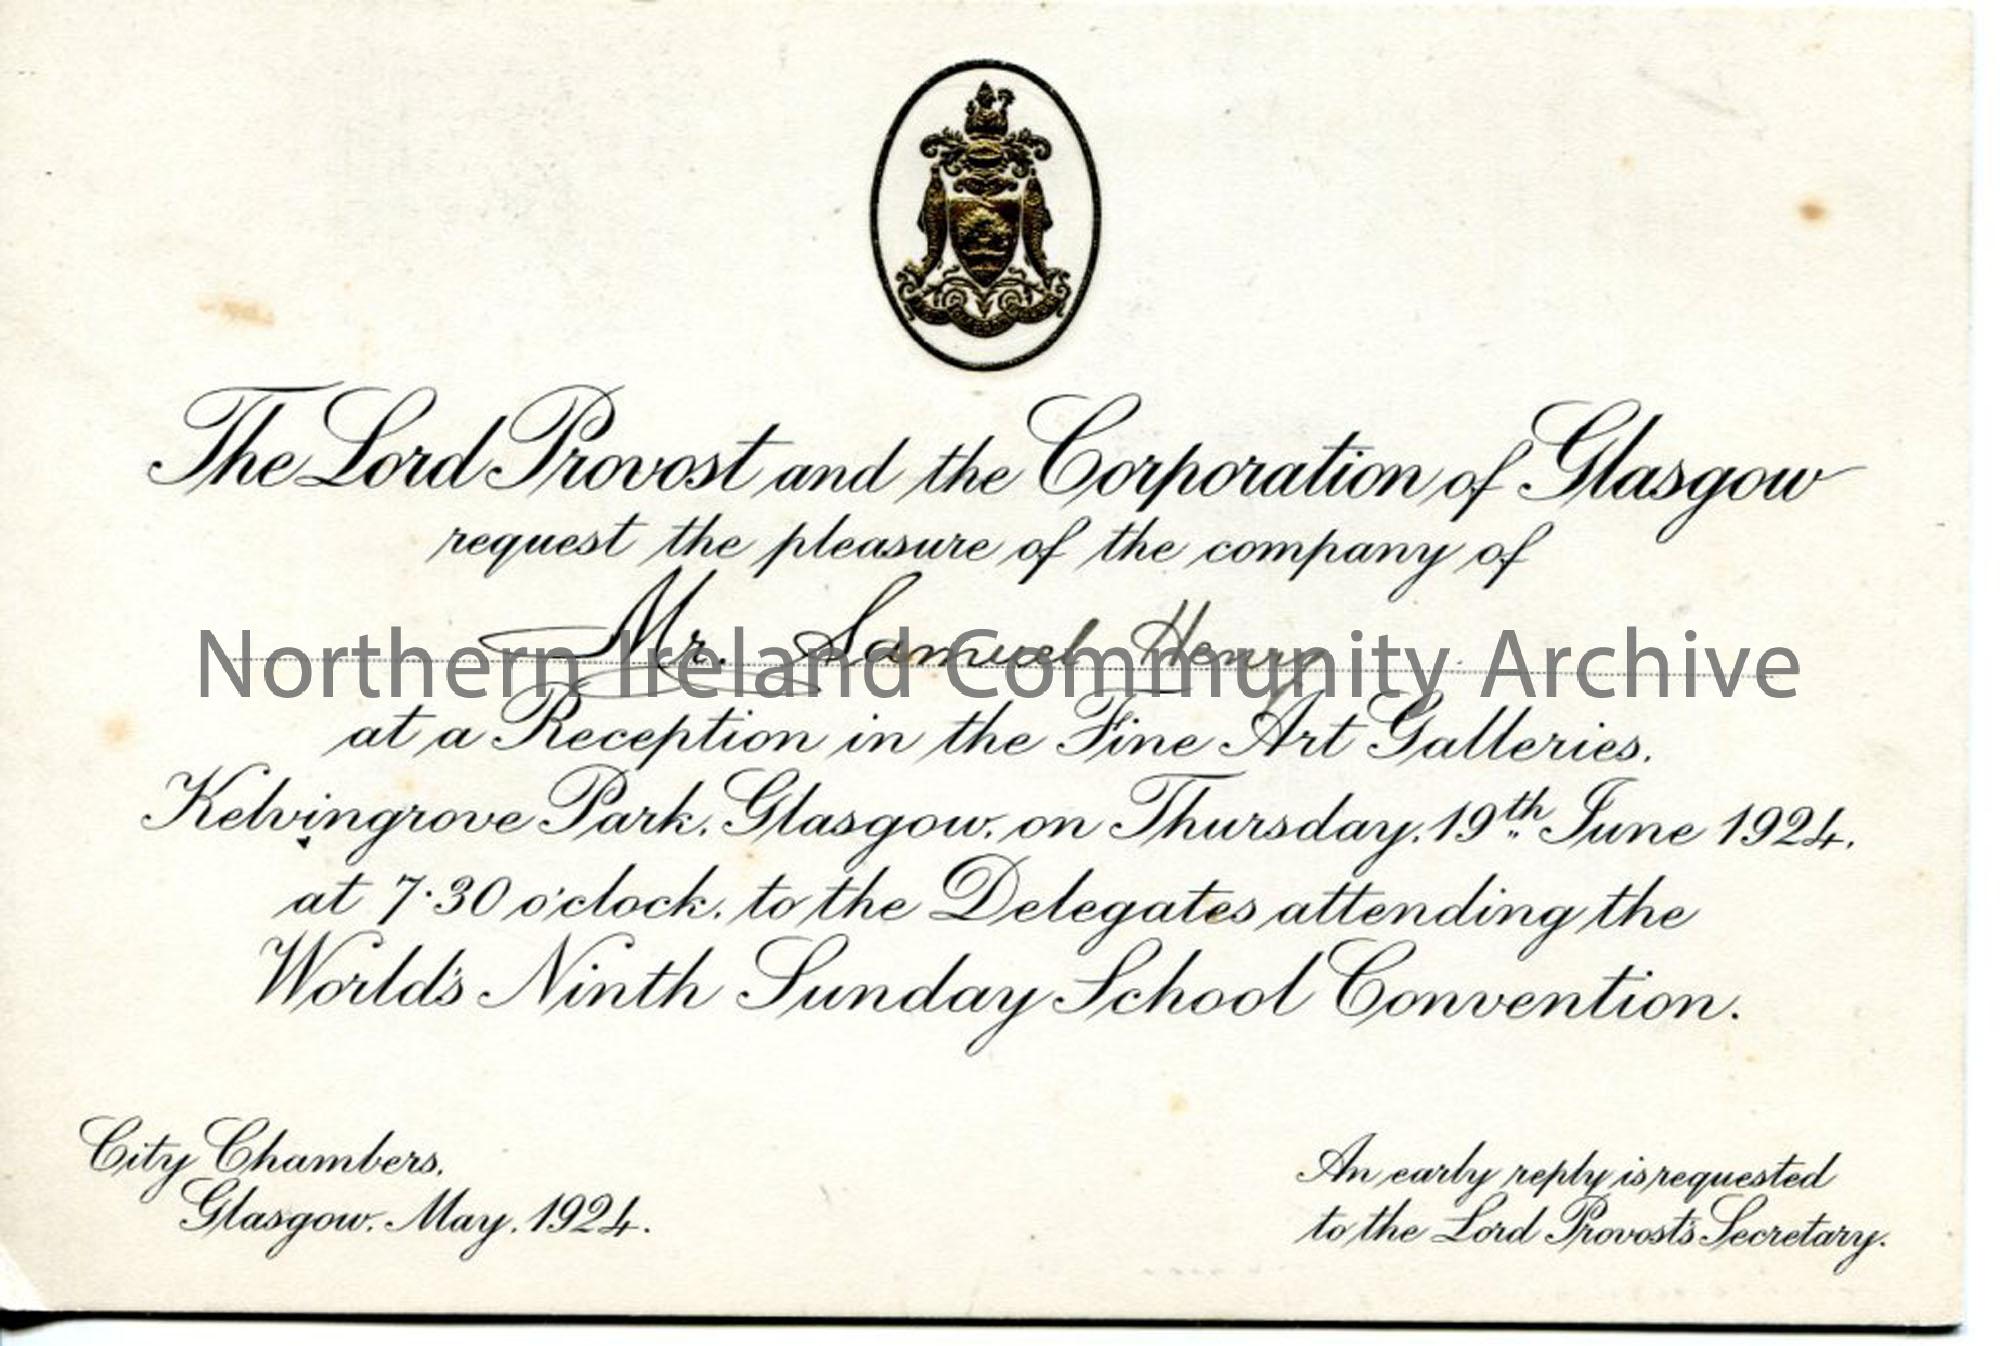 The Lord Provost and the Corporation of Glasgow
request the pleasure of the company of
Mr. Samuel Henry
Northern Ireland Community Archive
at a Reception in the Fine Art Galleries,
Kelvingrove Park, Glasgow, on Thursday, 19th June 1924,
at 7·30 o'clock, to the Delegates attending the
World's Ninth Sunday School Convention.
City Chambers,
Glasgow, May, 1924.
An early reply is requested
to the Lord Provost's Secretary.